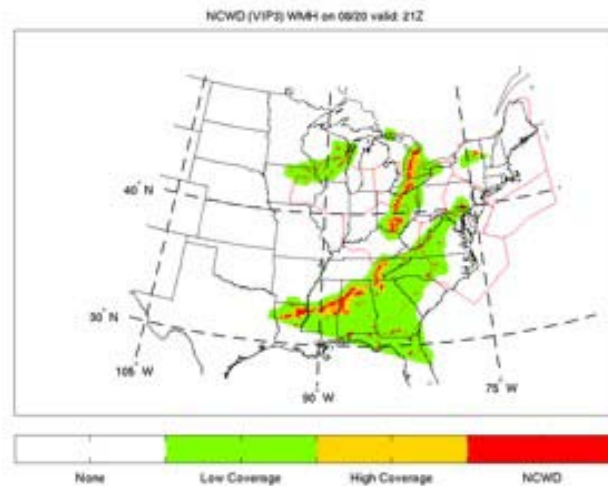 NCWD (VIP3) WMH on 08/20 valid: 21Z
40° N
30° N
105° W
90° W
75° W
None
Low Coverage
High Coverage
NCWD